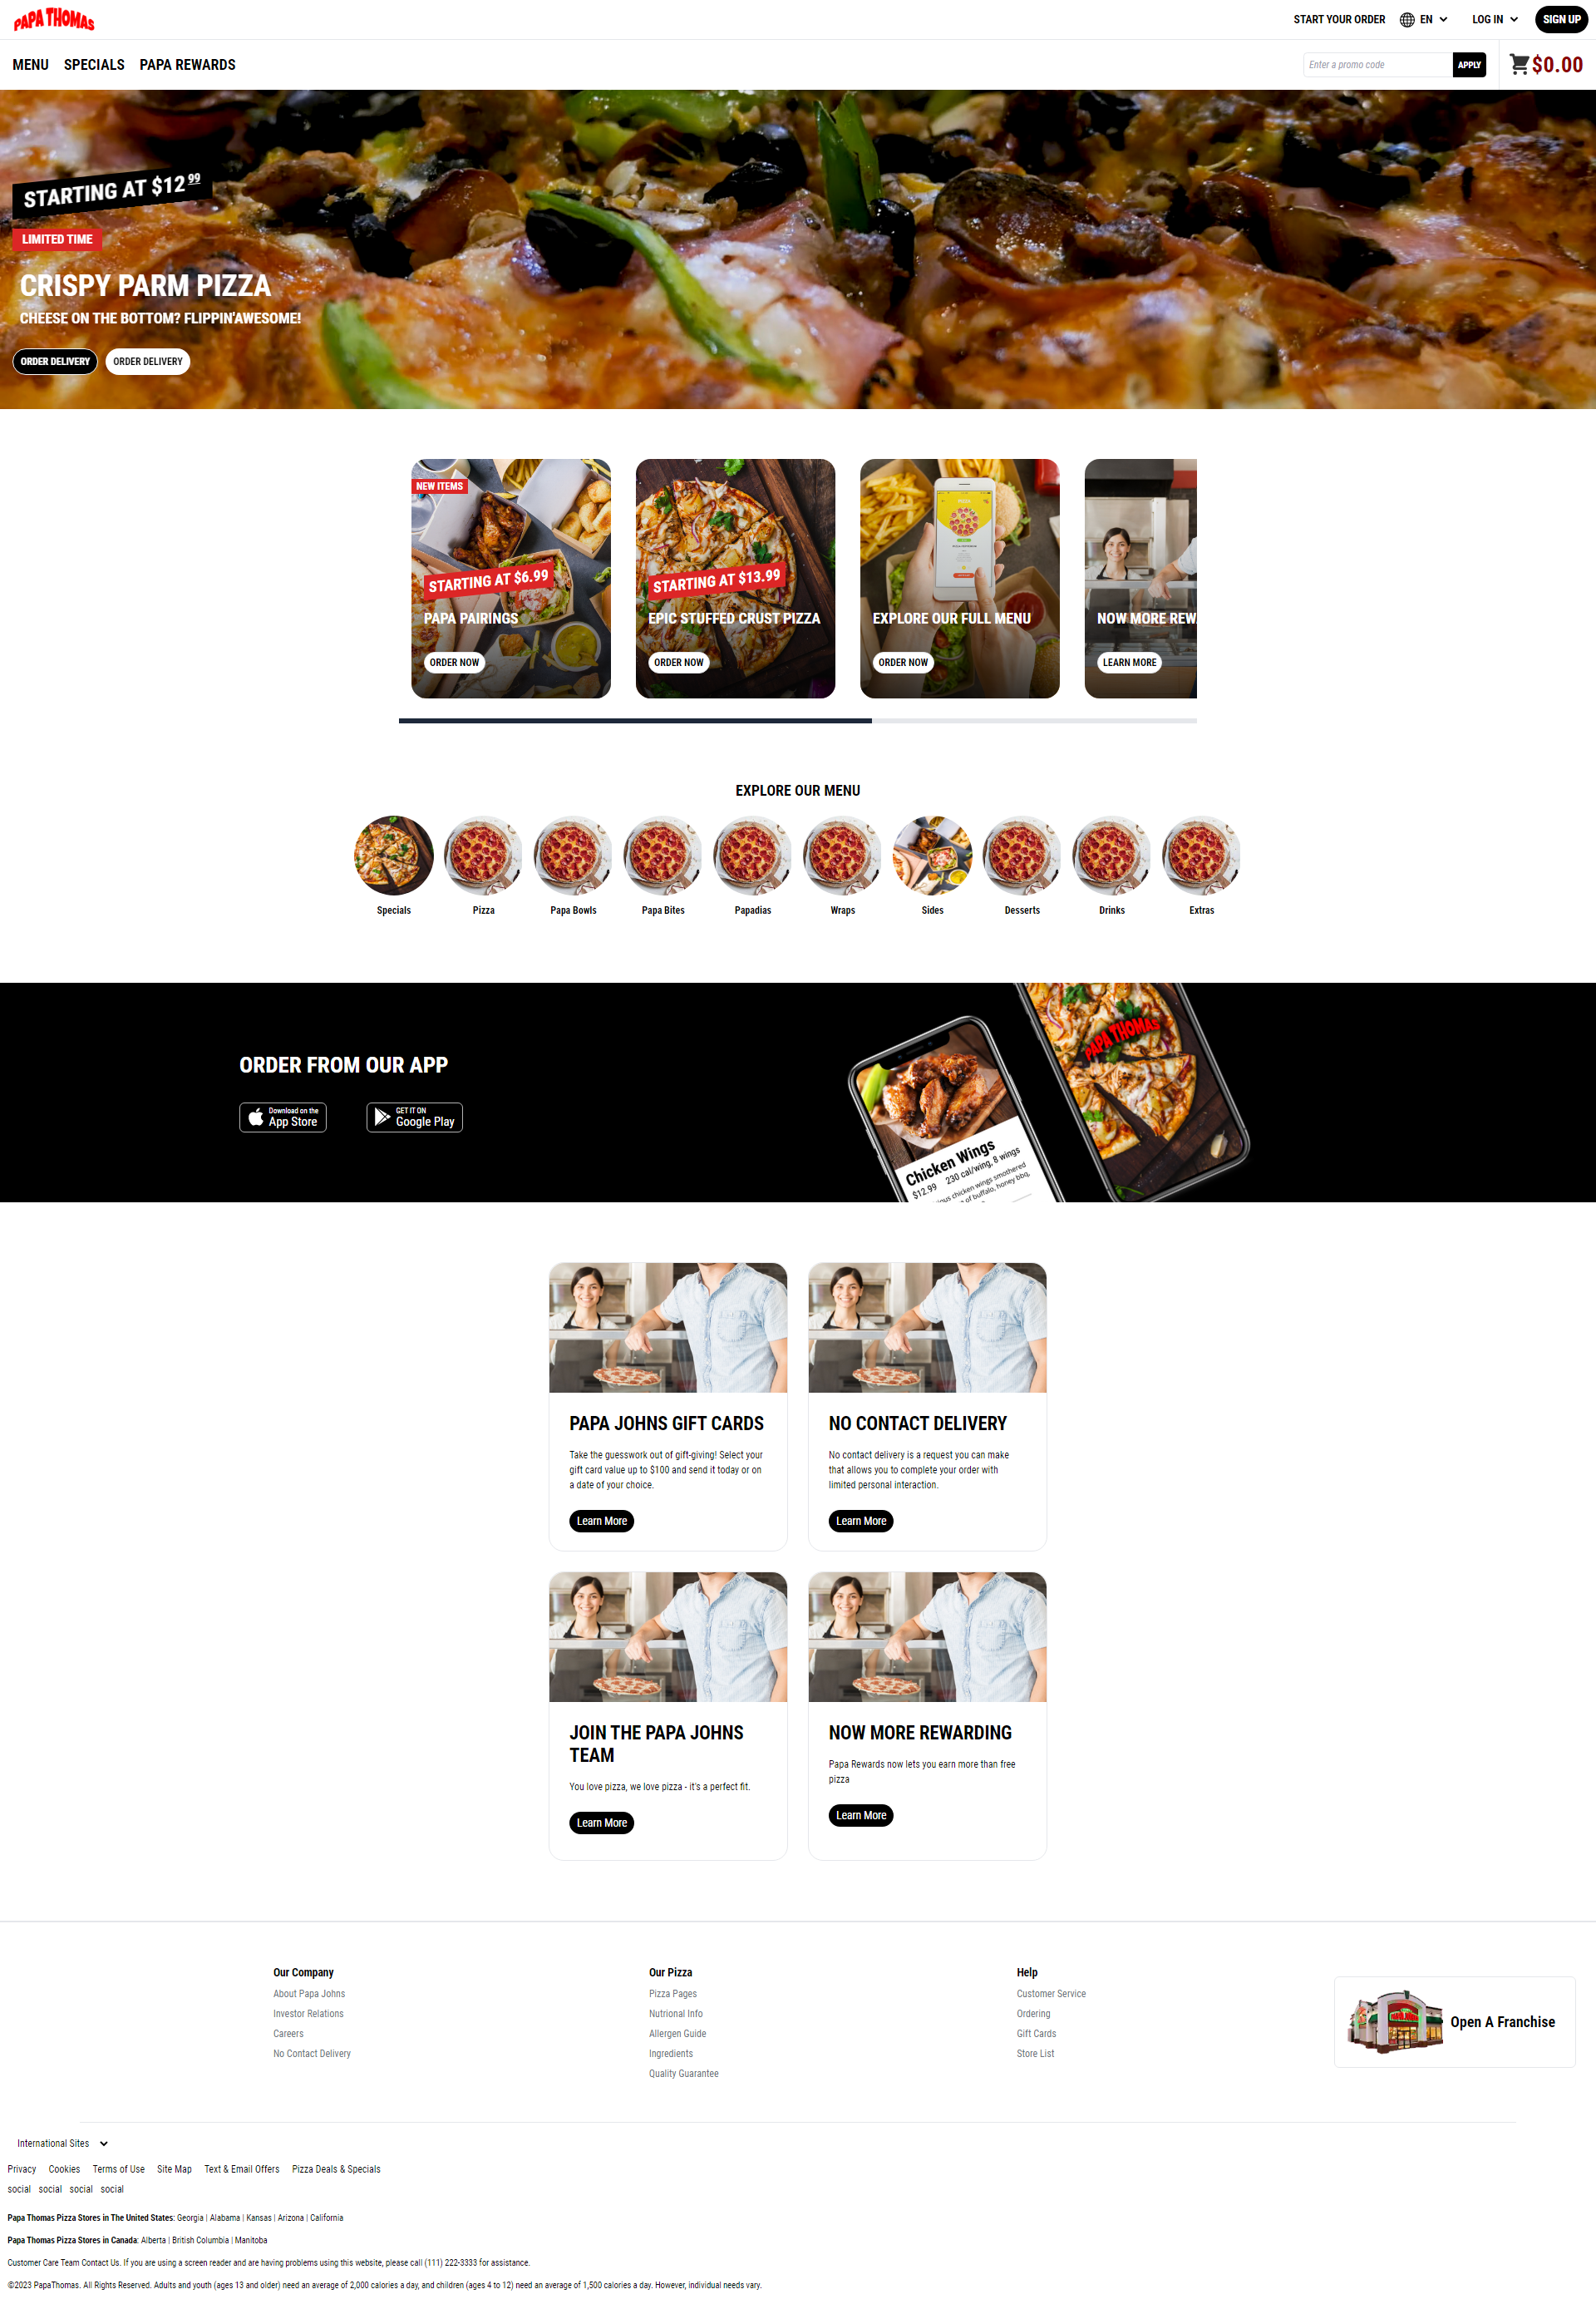 PAPA THOMAS
START YOUR ORDER
EN
LOG IN
SIGN UP
MENU
SPECIALS
PAPA REWARDS
Enter a promo code
APPLY
$0.00
STARTING AT $12 99
LIMITED TIME
CRISPY PARM PIZZA
CHEESE ON THE BOTTOM? FLIPPIN'AWESOME!
ORDER DELIVERY
ORDER DELIVERY
NEW ITEMS
STARTING AT $6.99
PAPA PAIRINGS
ORDER NOW
STARTING AT $13.99
EPIC STUFFED CRUST PIZZA
ORDER NOW
EXPLORE OUR FULL MENU
ORDER NOW
NOW MORE REW
LEARN MORE
EXPLORE OUR MENU
Specials
Pizza
Papa Bowls
Papa Bites
Papadias
Wraps
Sides
Desserts
Drinks
Extras
ORDER FROM OUR APP
Download on the
App Store
GET IT ON
Google Play
PAPA THOMAS
Chicken Wings
$12.99 230 cal/wing, 8 wings
chicken wings smothered
of buffalo, honey bbq,
PAPA JOHNS GIFT CARDS
Take the guesswork out of gift-giving! Select your
gift card value up to $100 and send it today or on
a date of your choice.
Learn More
NO CONTACT DELIVERY
No contact delivery is a request you can make
that allows you to complete your order with
limited personal interaction.
Learn More
JOIN THE PAPA JOHNS
TEAM
You love pizza, we love pizza - it's a perfect fit.
Learn More
NOW MORE REWARDING
Papa Rewards now lets you earn more than free
pizza
Learn More
Our Company
About Papa Johns
Investor Relations
Careers
No Contact Delivery
Our Pizza
Pizza Pages
Nutrional Info
Allergen Guide
Ingredients
Quality Guarantee
Help
Customer Service
Ordering
Gift Cards
Store List
Open A Franchise
International Sites
Privacy Cookies Terms of Use Site Map Text & Email Offers Pizza Deals & Specials
social social social social
Papa Thomas Pizza Stores in The United States: Georgia | Alabama | Kansas | Arizona | California
Papa Thomas Pizza Stores in Canada: Alberta | British Columbia | Manitoba
Customer Care Team Contact Us. If you are using a screen reader and are having problems using this website, please call (111) 222-3333 for assistance.
©2023 PapaThomas. All Rights Reserved. Adults and youth (ages 13 and older) need an average of 2,000 calories a day, and children (ages 4 to 12) need an average of 1,500 calories a day. However, individual needs vary.